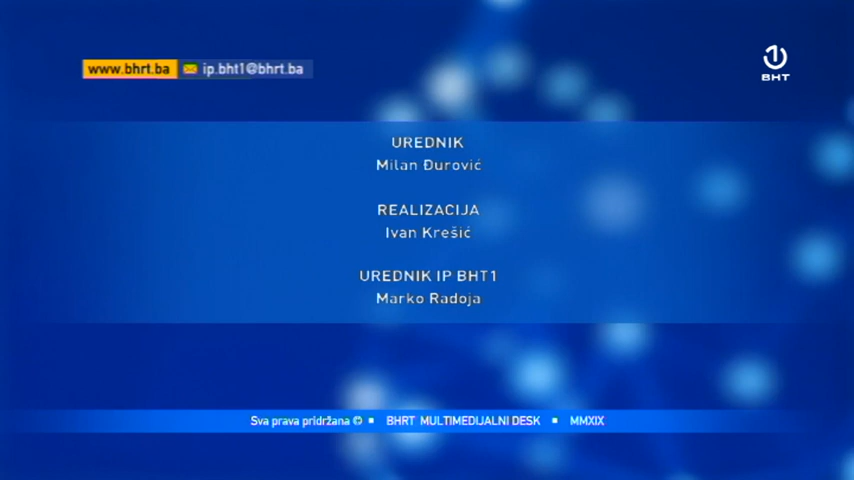 www.bhrt.ba ip.bht1@bhrt.ba
1
BHT
UREDNIK
Milan Đurović
REALIZACIJA
Ivan Krešić
UREDNIK IP BHT1
Marko Radoja
Sva prava pridržana © ▪ BHRT MULTIMEDIJALNI DESK ▪ MMXIX